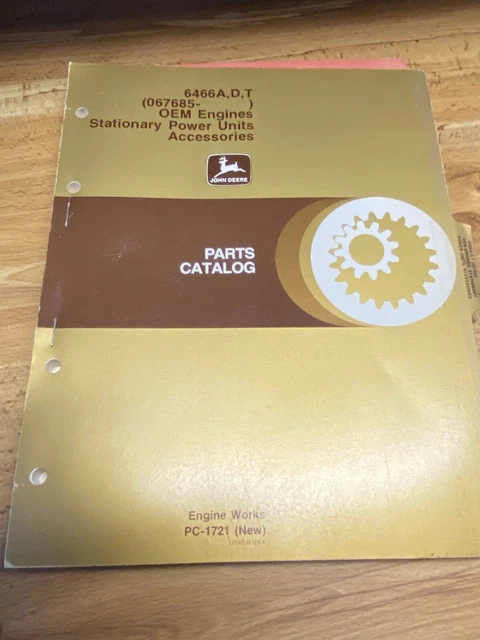 6466A,D,T
(067685- )
OEM Engines
Stationary Power Units
Accessories
JOHN DEERE
PARTS
CATALOG
Engine Works
PC-1721 (New)